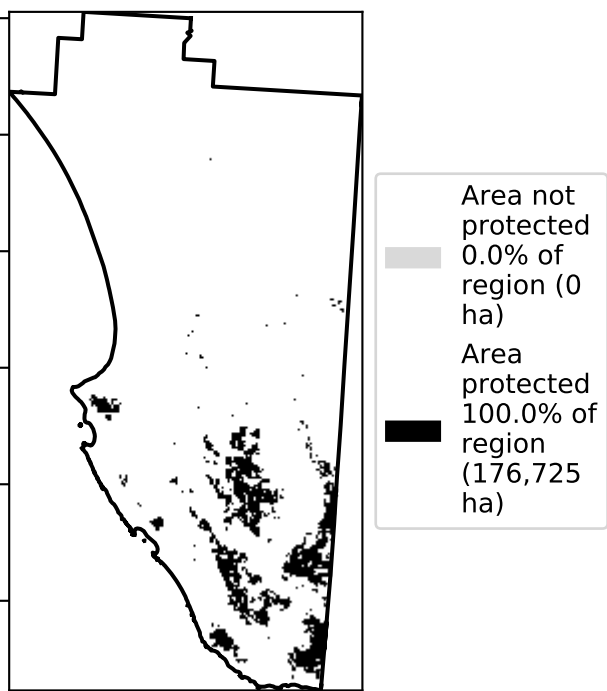 Area not
protected
0.0% of
region (0
ha)
Area
protected
100.0% of
region
(176,725
ha)